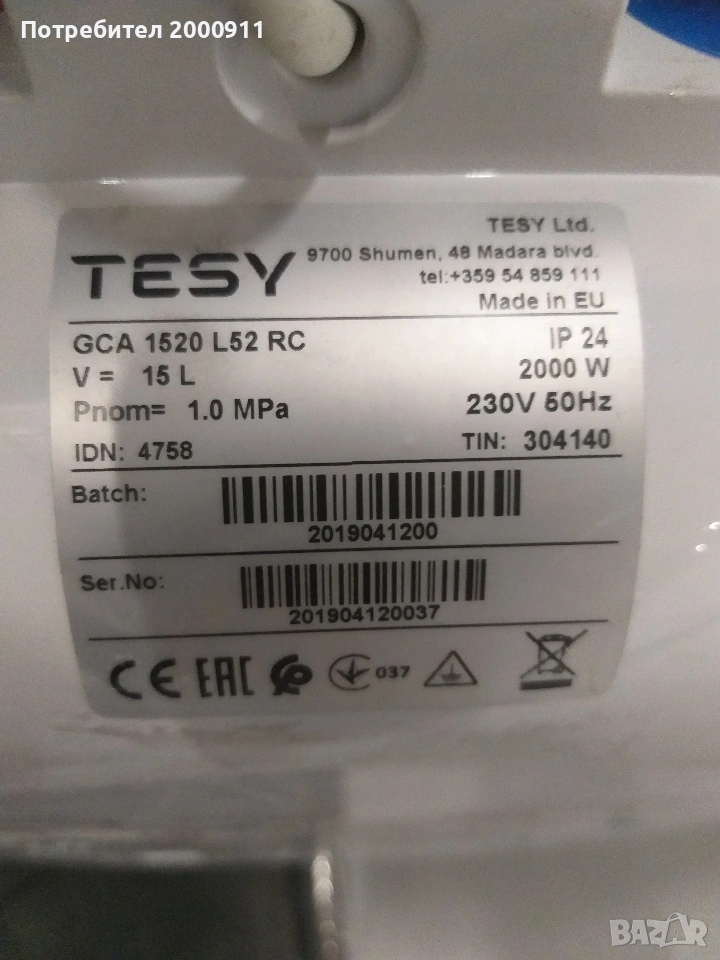 Потребител 2000911
TESY
TESY Ltd.
9700 Shumen, 48 Madara blvd.
tel:+359 54 859 111
Made in EU
GCA 1520 L52 RC
IP 24
V = 15 L
2000 W
Pnom= 1.0 MPa
230V 50Hz
IDN: 4758
TIN: 304140
Batch:
2019041200
Ser.No:
201904120037
CE EAC 037
BAZAR